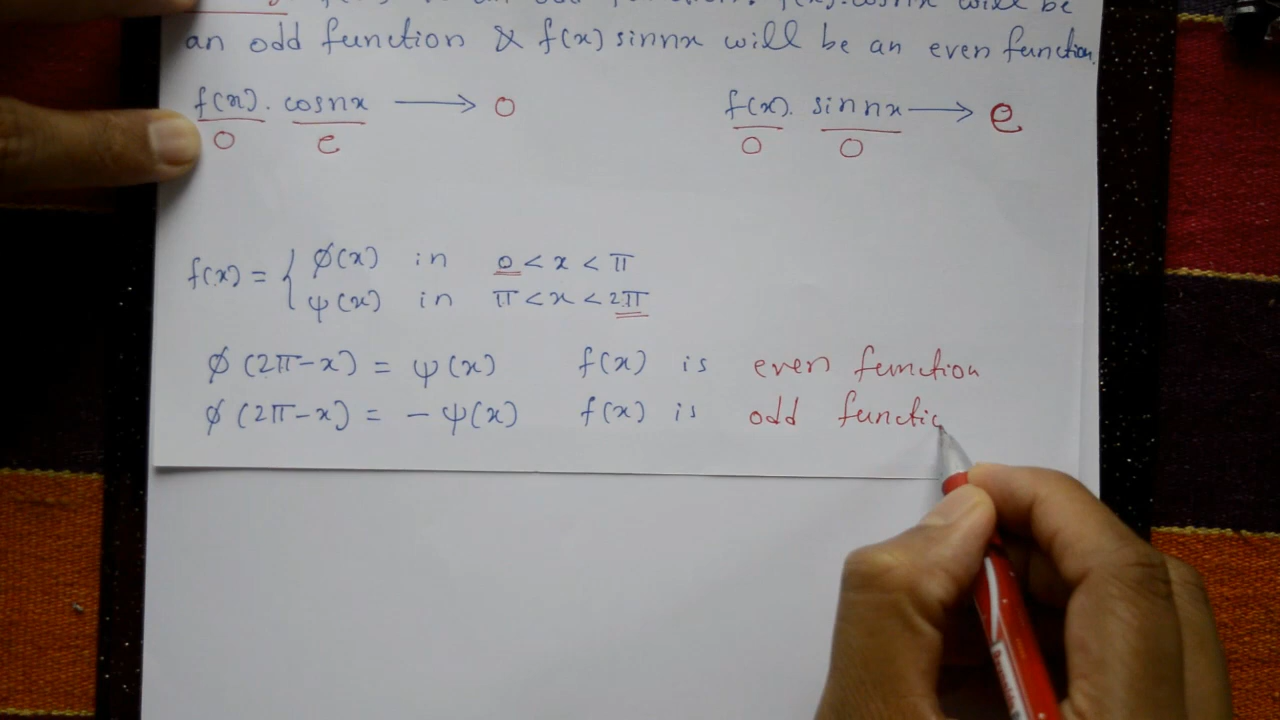 an odd function & f(x) sinnx will be an even function.
f(x). cosnx ⟶ o f(x). sinnx ⟶ e
o e o o
f(x) = { φ(x) in 0 < x < π
ψ(x) in π < x < 2π
φ(2π-x) = ψ(x) f(x) is even function
φ(2π-x) = -ψ(x) f(x) is odd functio